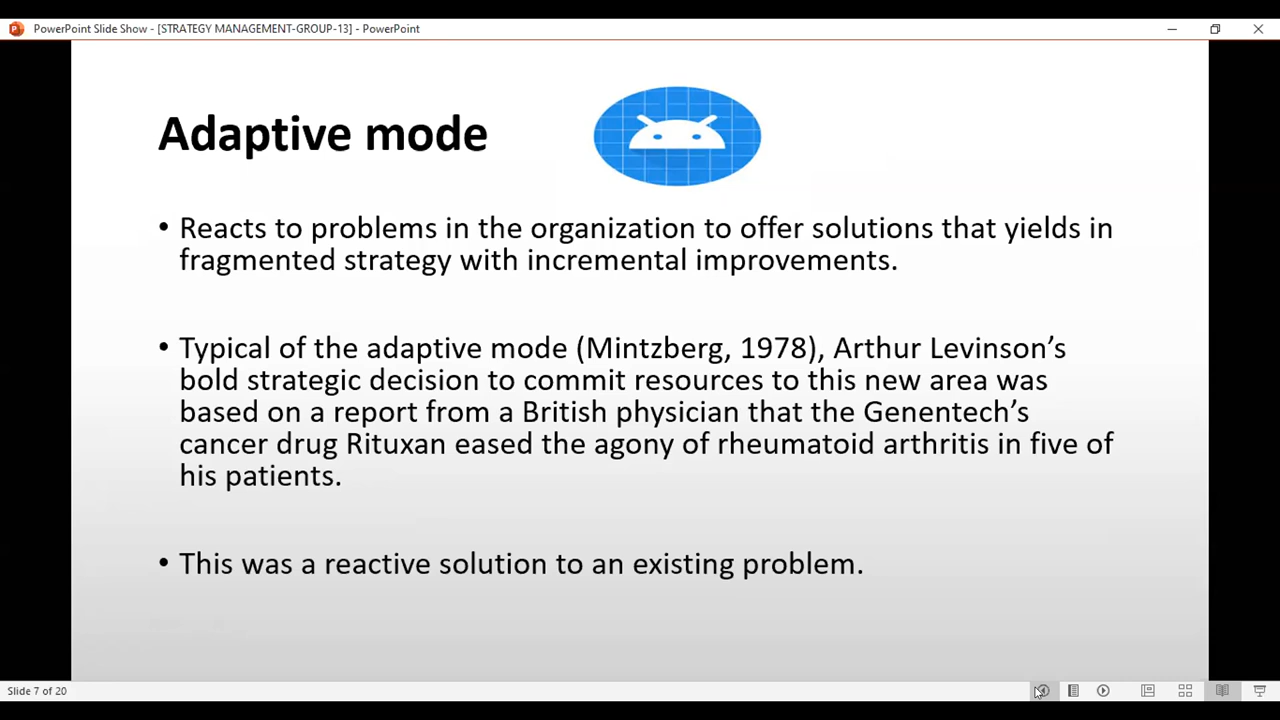 PowerPoint Slide Show - [STRATEGY MANAGEMENT-GROUP-13] - PowerPoint
Adaptive mode
• Reacts to problems in the organization to offer solutions that yields in
fragmented strategy with incremental improvements.
• Typical of the adaptive mode (Mintzberg, 1978), Arthur Levinson’s
bold strategic decision to commit resources to this new area was
based on a report from a British physician that the Genentech’s
cancer drug Rituxan eased the agony of rheumatoid arthritis in five of
his patients.
• This was a reactive solution to an existing problem.
Slide 7 of 20